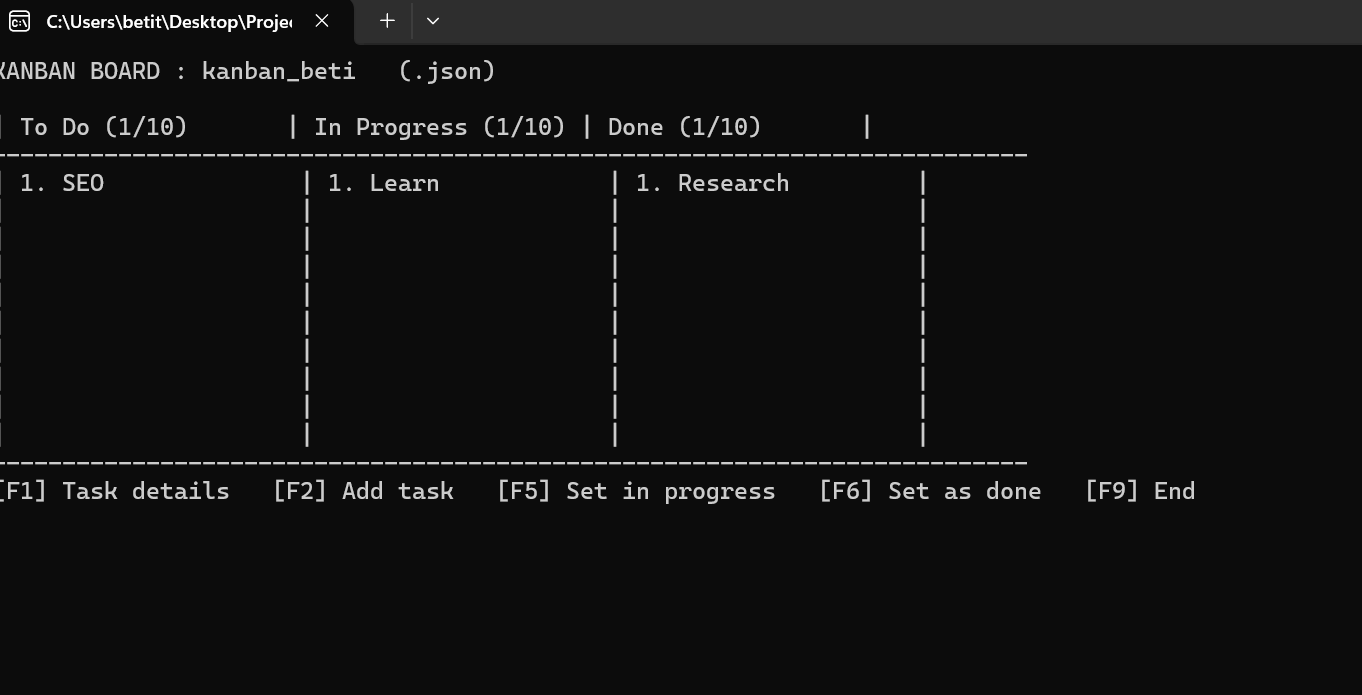 C:\Users\betit\Desktop\Projec
KANBAN BOARD : kanban_beti   (.json)
| To Do (1/10)       | In Progress (1/10) | Done (1/10)       |
--------------------------------------------------------------------------
| 1. SEO              | 1. Learn            | 1. Research         |
[F1] Task details   [F2] Add task   [F5] Set in progress   [F6] Set as done   [F9] End